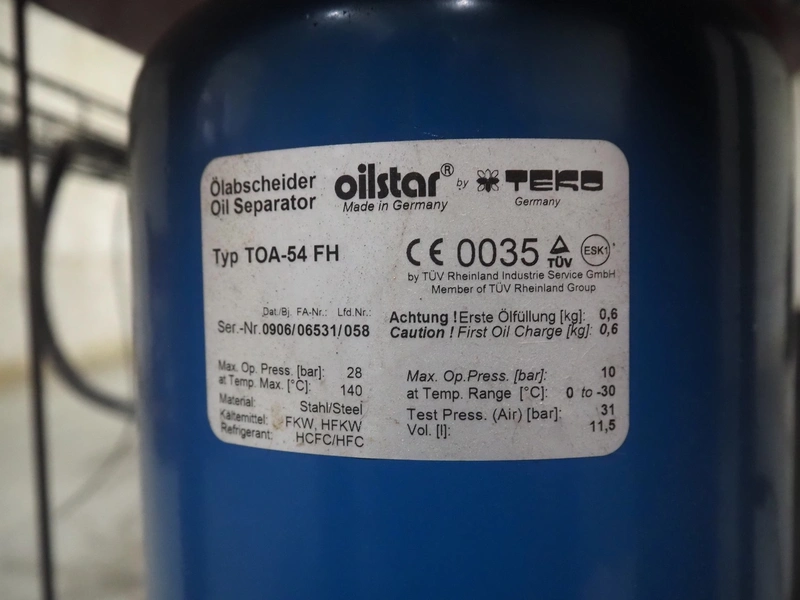 Ölabscheider
Oil Separator
oilstar® by TEKO
Made in Germany
Germany
Typ TOA-54 FH
CE 0035 TÜV ESK1
by TÜV Rheinland Industrie Service GmbH
Member of TÜV Rheinland Group
Dat./Bj. FA-Nr.: Lfd.Nr.:
Ser.-Nr. 0906/06531/058
Achtung ! Erste Ölfüllung [kg]: 0,6
Caution ! First Oil Charge [kg]: 0,6
Max. Op. Press. [bar]: 28
at Temp. Max. [°C]: 140
Material: Stahl/Steel
Kältemittel: FKW, HFKW
Refrigerant: HCFC/HFC
Max. Op.Press. [bar]: 10
at Temp. Range [°C]: 0 to -30
Test Press. (Air) [bar]: 31
Vol. [l]: 11,5